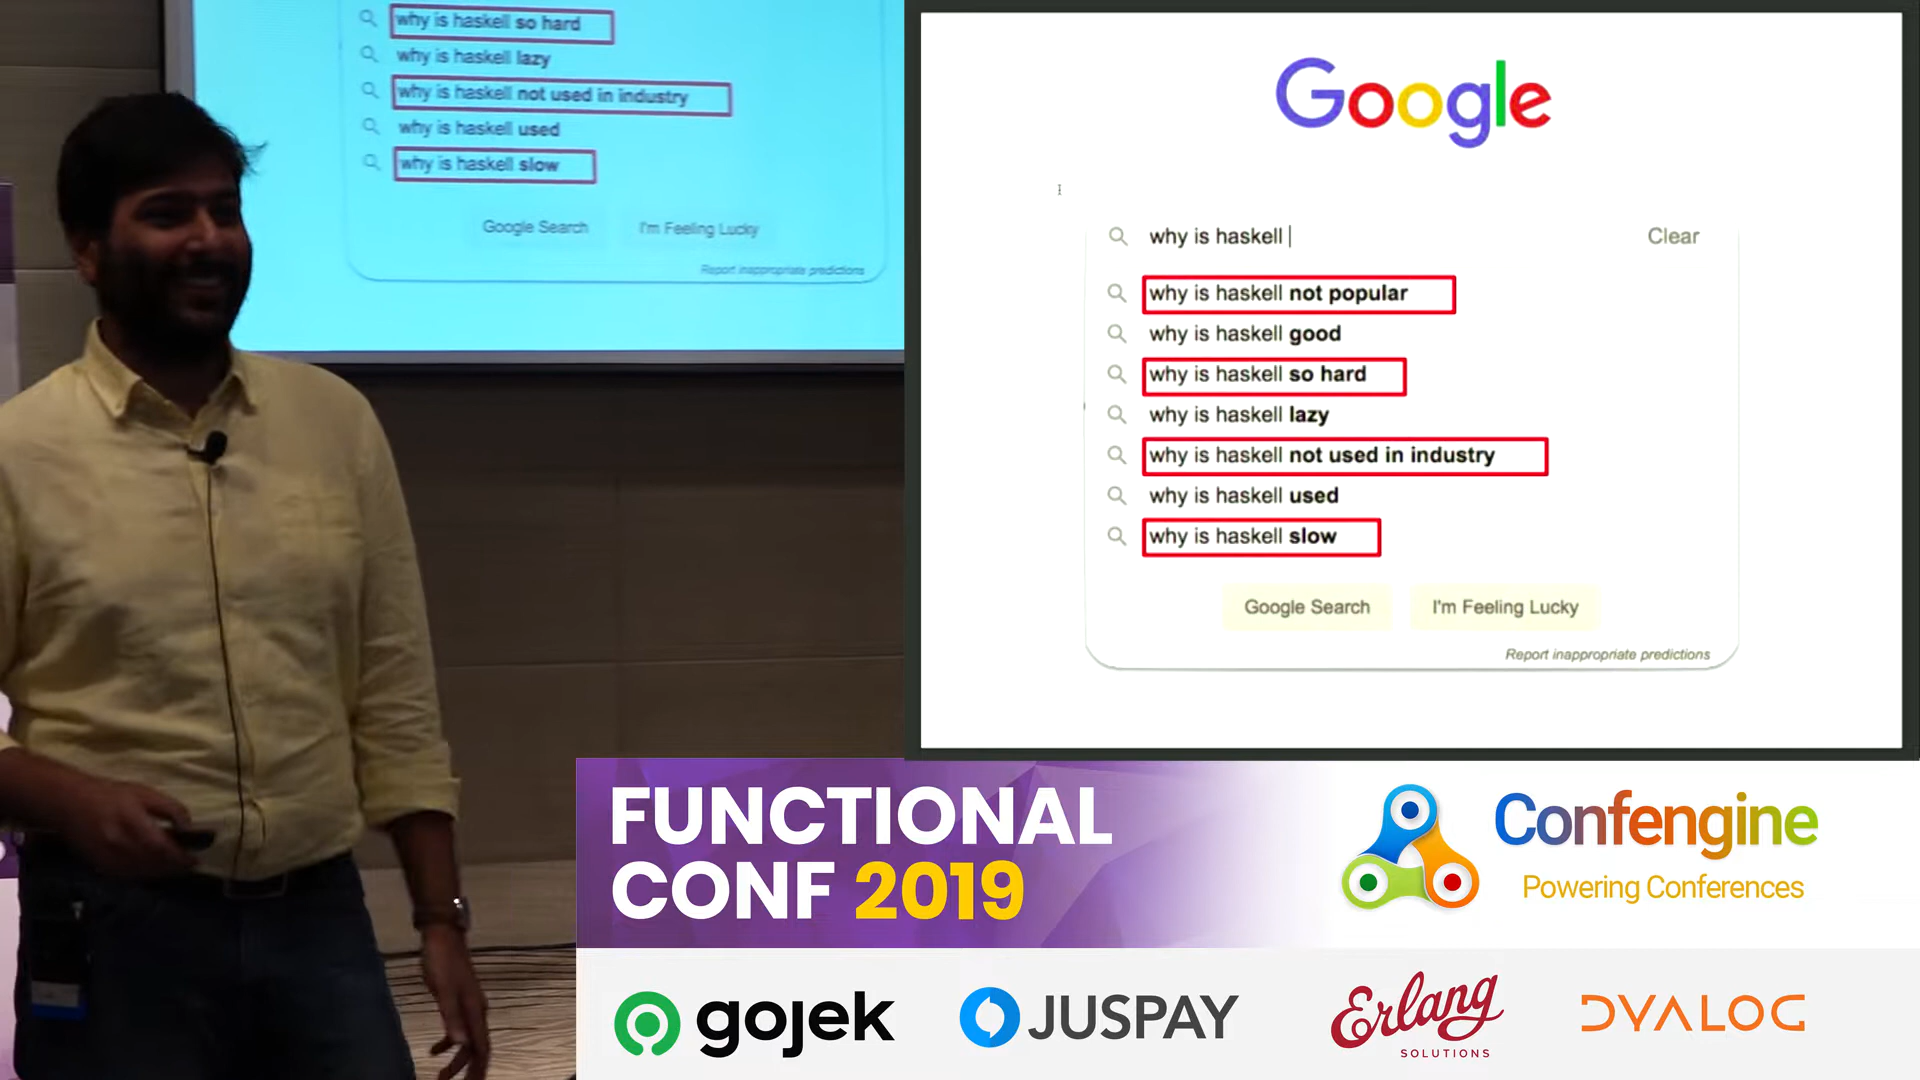 why is haskell so hard
why is haskell lazy
why is haskell not used in industry
why is haskell used
why is haskell slow
Google Search
I'm Feeling Lucky
Report inappropriate predictions
Google
why is haskell
Clear
why is haskell not popular
why is haskell good
why is haskell so hard
why is haskell lazy
why is haskell not used in industry
why is haskell used
why is haskell slow
Google Search
I'm Feeling Lucky
Report inappropriate predictions
FUNCTIONAL
CONF 2019
Confengine
Powering Conferences
gojek
JUSPAY
Erlang
SOLUTIONS
DYALOG